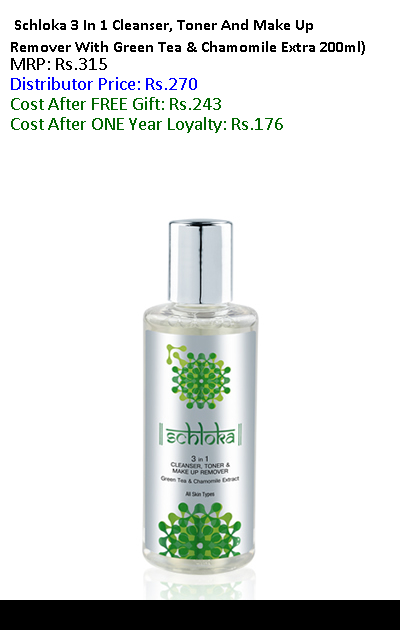 Schloka 3 In 1 Cleanser, Toner And Make Up
Remover With Green Tea & Chamomile Extra 200ml)
MRP: Rs.315
Distributor Price: Rs.270
Cost After FREE Gift: Rs.243
Cost After ONE Year Loyalty: Rs.176
schloka
3 in 1
CLEANSER, TONER &
MAKE UP REMOVER
Green Tea & Chamomile Extract
All Skin Types